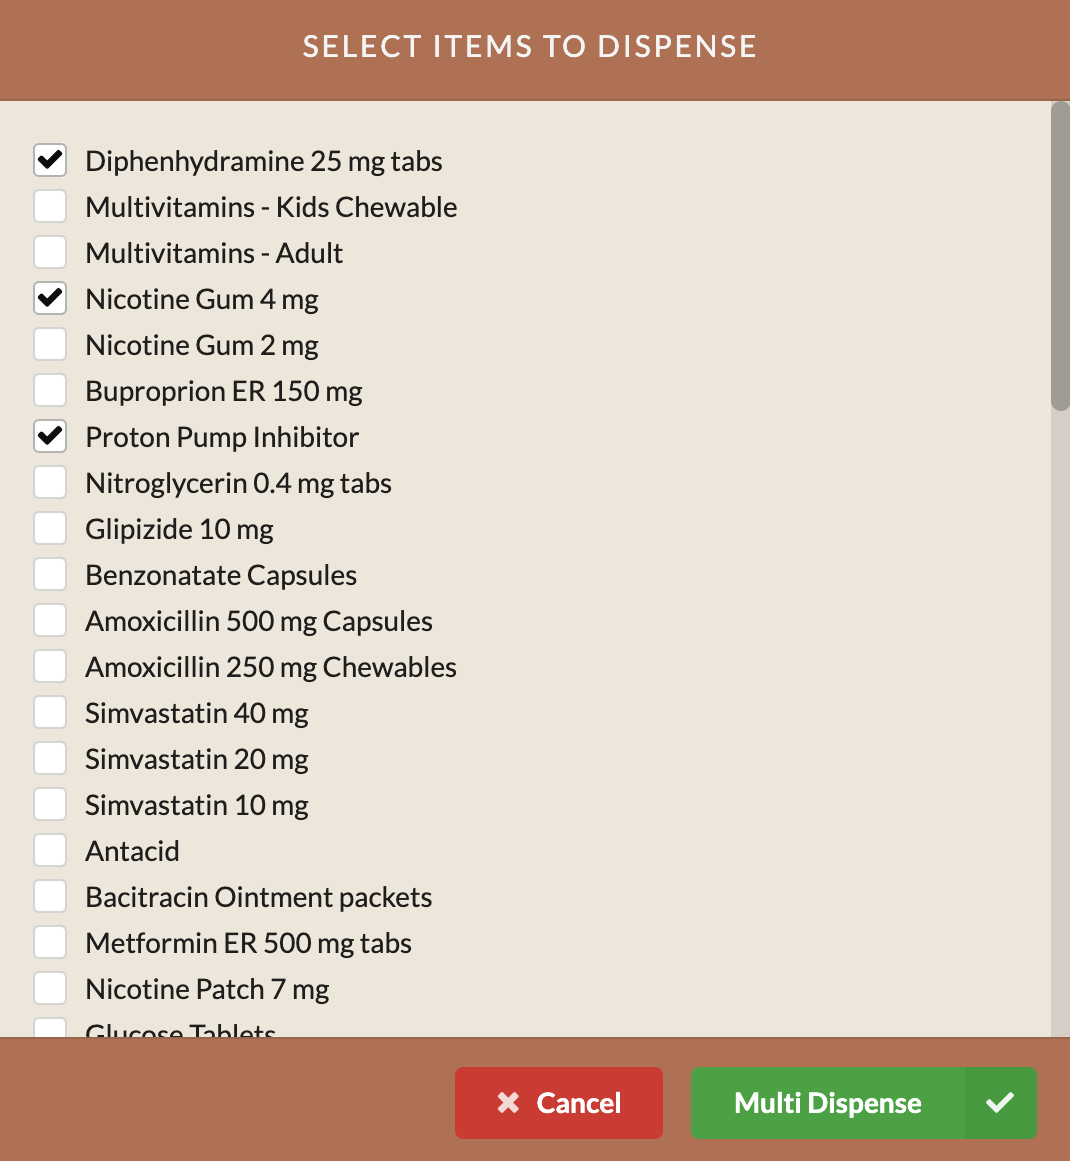 SELECT ITEMS TO DISPENSE
Diphenhydramine 25 mg tabs
Multivitamins - Kids Chewable
Multivitamins - Adult
Nicotine Gum 4 mg
Nicotine Gum 2 mg
Buproprion ER 150 mg
Proton Pump Inhibitor
Nitroglycerin 0.4 mg tabs
Glipizide 10 mg
Benzonatate Capsules
Amoxicillin 500 mg Capsules
Amoxicillin 250 mg Chewables
Simvastatin 40 mg
Simvastatin 20 mg
Simvastatin 10 mg
Antacid
Bacitracin Ointment packets
Metformin ER 500 mg tabs
Nicotine Patch 7 mg
Glucose Tablets
Cancel
Multi Dispense